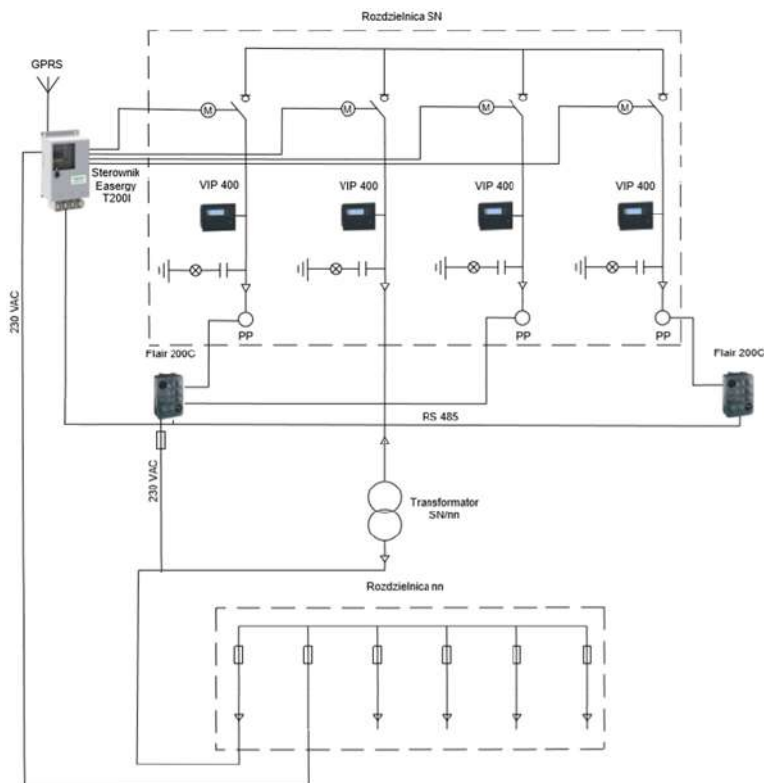 Rozdzielnica SN
GPRS
M
M
M
M
Sterownik
Easergy
T200I
VIP 400
VIP 400
VIP 400
VIP 400
230 VAC
PP
PP
PP
Flair 200C
Flair 200C
RS 485
230 VAC
Transformator
SN/nn
Rozdzielnica nn